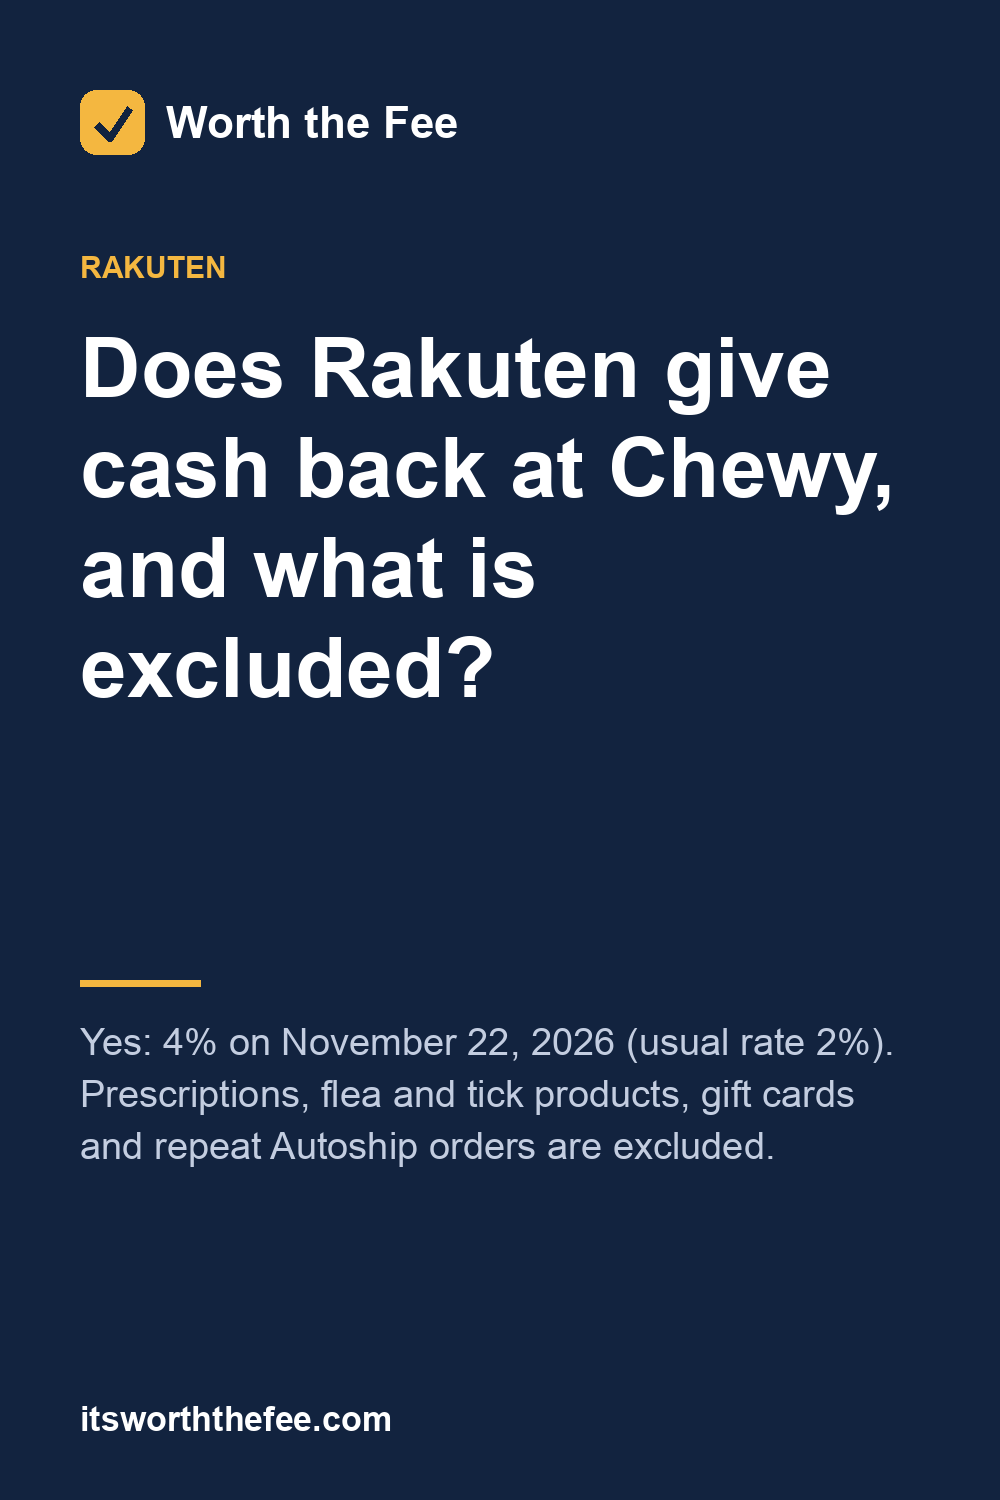 Worth the Fee
RAKUTEN
Does Rakuten give
cash back at Chewy,
and what is
excluded?
Yes: 4% on November 22, 2026 (usual rate 2%).
Prescriptions, flea and tick products, gift cards
and repeat Autoship orders are excluded.
itsworththefee.com